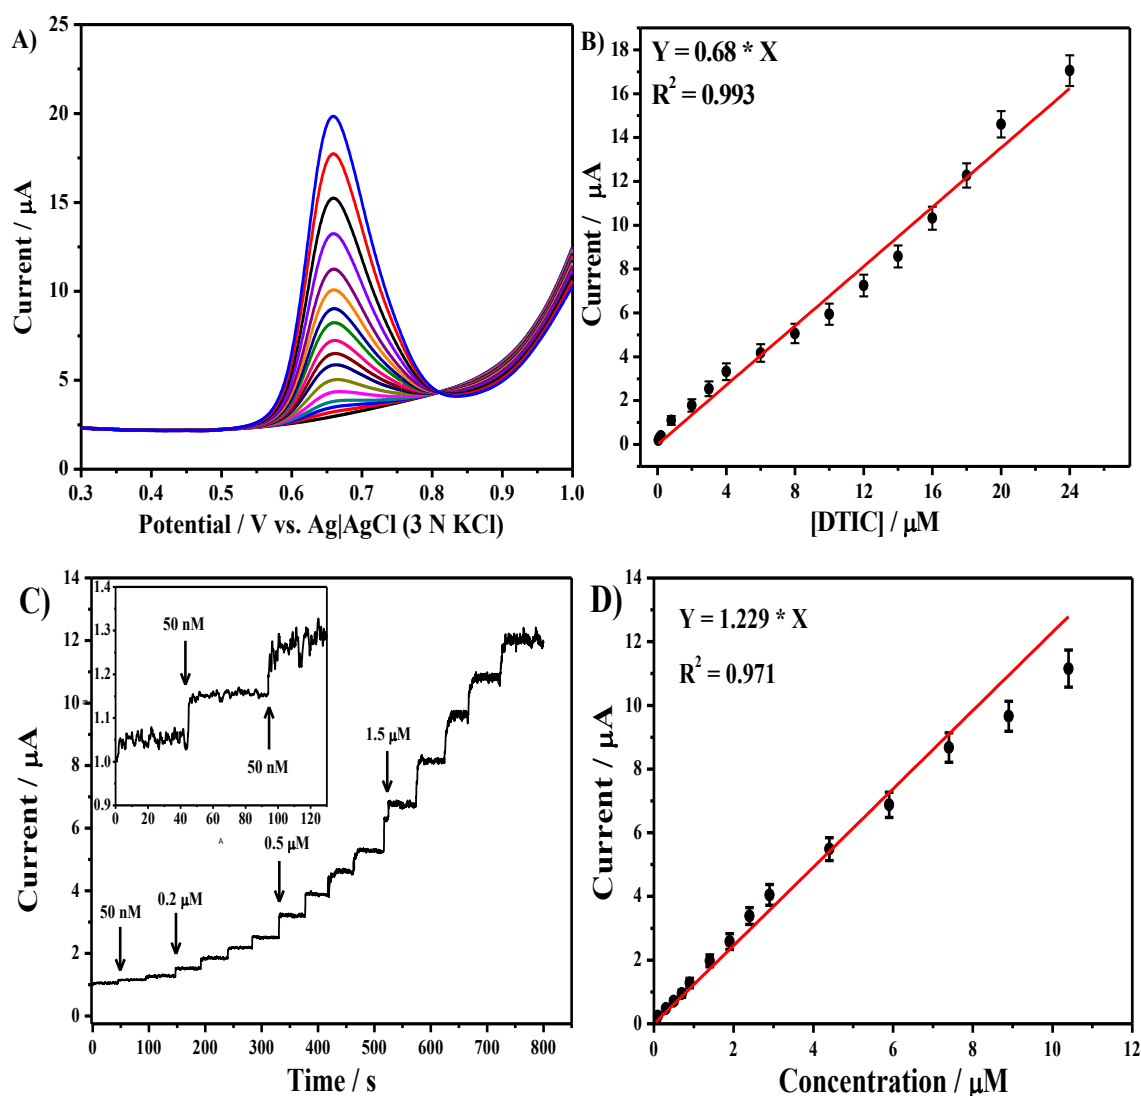 A)
25
20
15
10
5
0
Current / μA
0.3 0.4 0.5 0.6 0.7 0.8 0.9 1.0
Potential / V vs. Ag|AgCl (3 N KCl)
B)
Y = 0.68 * X
R² = 0.993
18
16
14
12
10
8
6
4
2
0
Current / μA
0 4 8 12 16 20 24
[DTIC] / μM
C)
14
12
10
8
6
4
2
0
Current / μA
1.4
1.3
1.2
1.1
1.0
0.9
50 nM
50 nM
0 20 40 60 80 100 120
A
50 nM
0.2 μM
0.5 μM
1.5 μM
0 100 200 300 400 500 600 700 800
Time / s
D)
Y = 1.229 * X
R² = 0.971
14
12
10
8
6
4
2
0
Current / μA
0 2 4 6 8 10 12
Concentration / μM